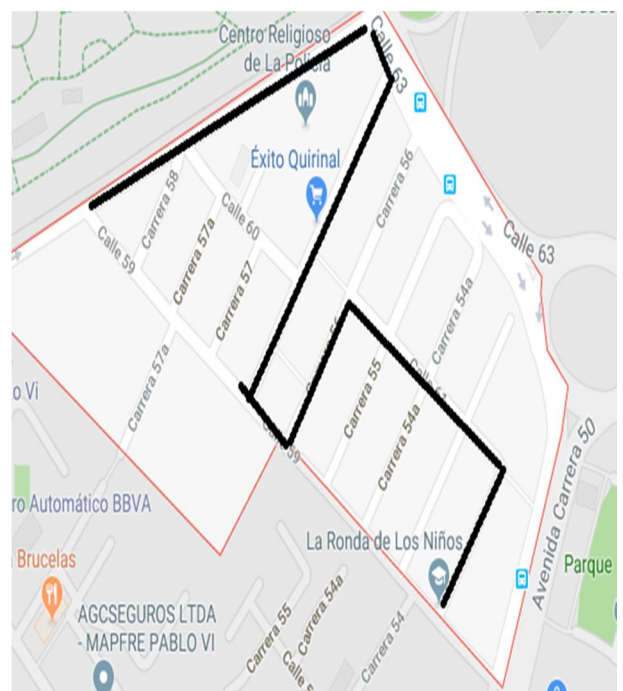 Centro Religioso
de La Policía
Calle 63
Éxito Quirinal
Carrera 56
Carrera 58
Calle 60
Calle 59
Carrera 57a
Carrera 57
Calle 63
Carrera 54a
Carrera 55
Carrera 54a
Carrera 57a
o Vi
ro Automático BBVA
Brucelas
La Ronda de Los Niños
Avenida Carrera 50
Parque
AGCSEGUROS LTDA
- MAPFRE PABLO VI
Carrera 55
Carrera 54a
Carrera 54